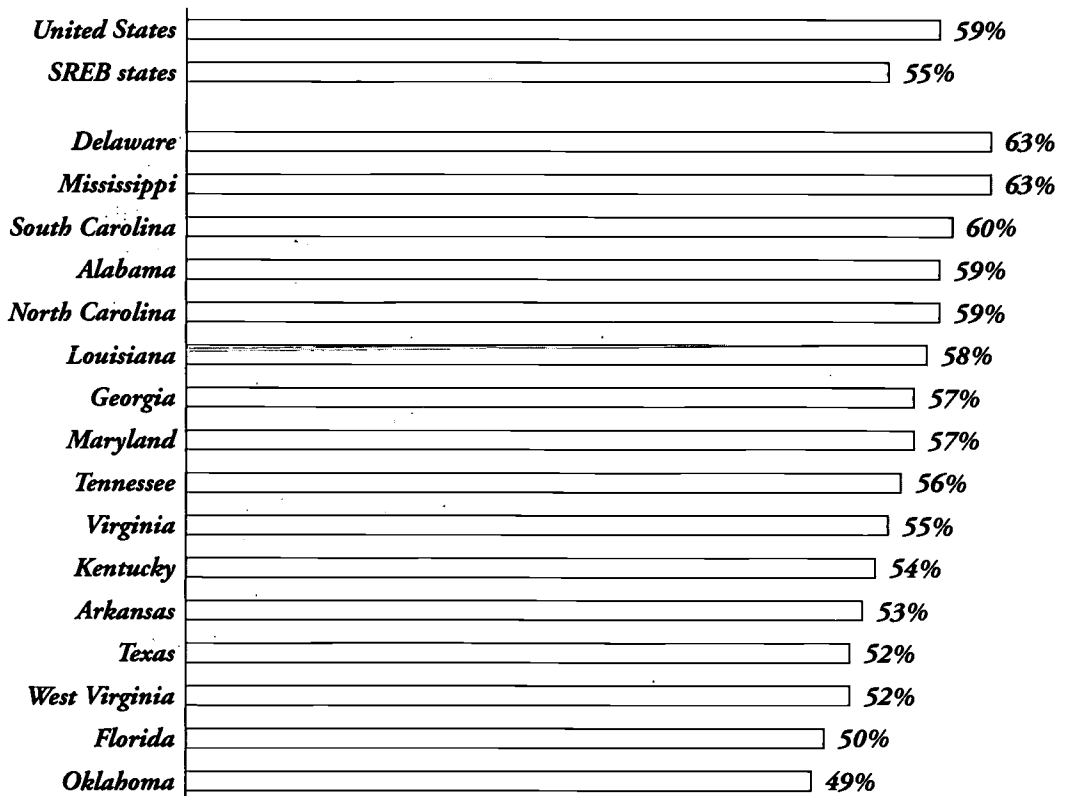 United States 59%
SREB states 55%
Delaware 63%
Mississippi 63%
South Carolina 60%
Alabama 59%
North Carolina 59%
Louisiana 58%
Georgia 57%
Maryland 57%
Tennessee 56%
Virginia 55%
Kentucky 54%
Arkansas 53%
Texas 52%
West Virginia 52%
Florida 50%
Oklahoma 49%